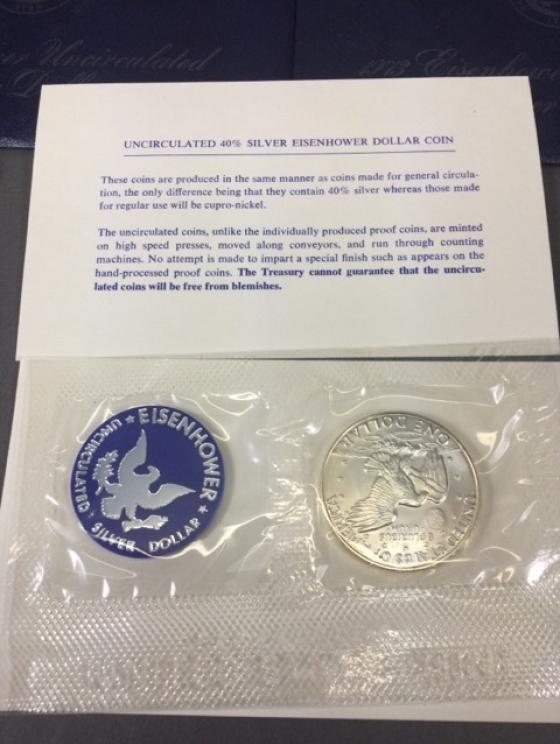 Uncirculated
1973 Eisenhower
UNCIRCULATED 40% SILVER EISENHOWER DOLLAR COIN
These coins are produced in the same manner as coins made for general circula-
tion, the only difference being that they contain 40% silver whereas those made
for regular use will be cupro-nickel.
The uncirculated coins, unlike the individually produced proof coins, are minted
on high speed presses, moved along conveyors, and run through counting
machines. No attempt is made to impart a special finish such as appears on the
hand-processed proof coins. The Treasury cannot guarantee that the uncircu-
lated coins will be free from blemishes.
★ EISENHOWER ★
UNCIRCULATED
SILVER DOLLAR
ONE DOLLAR